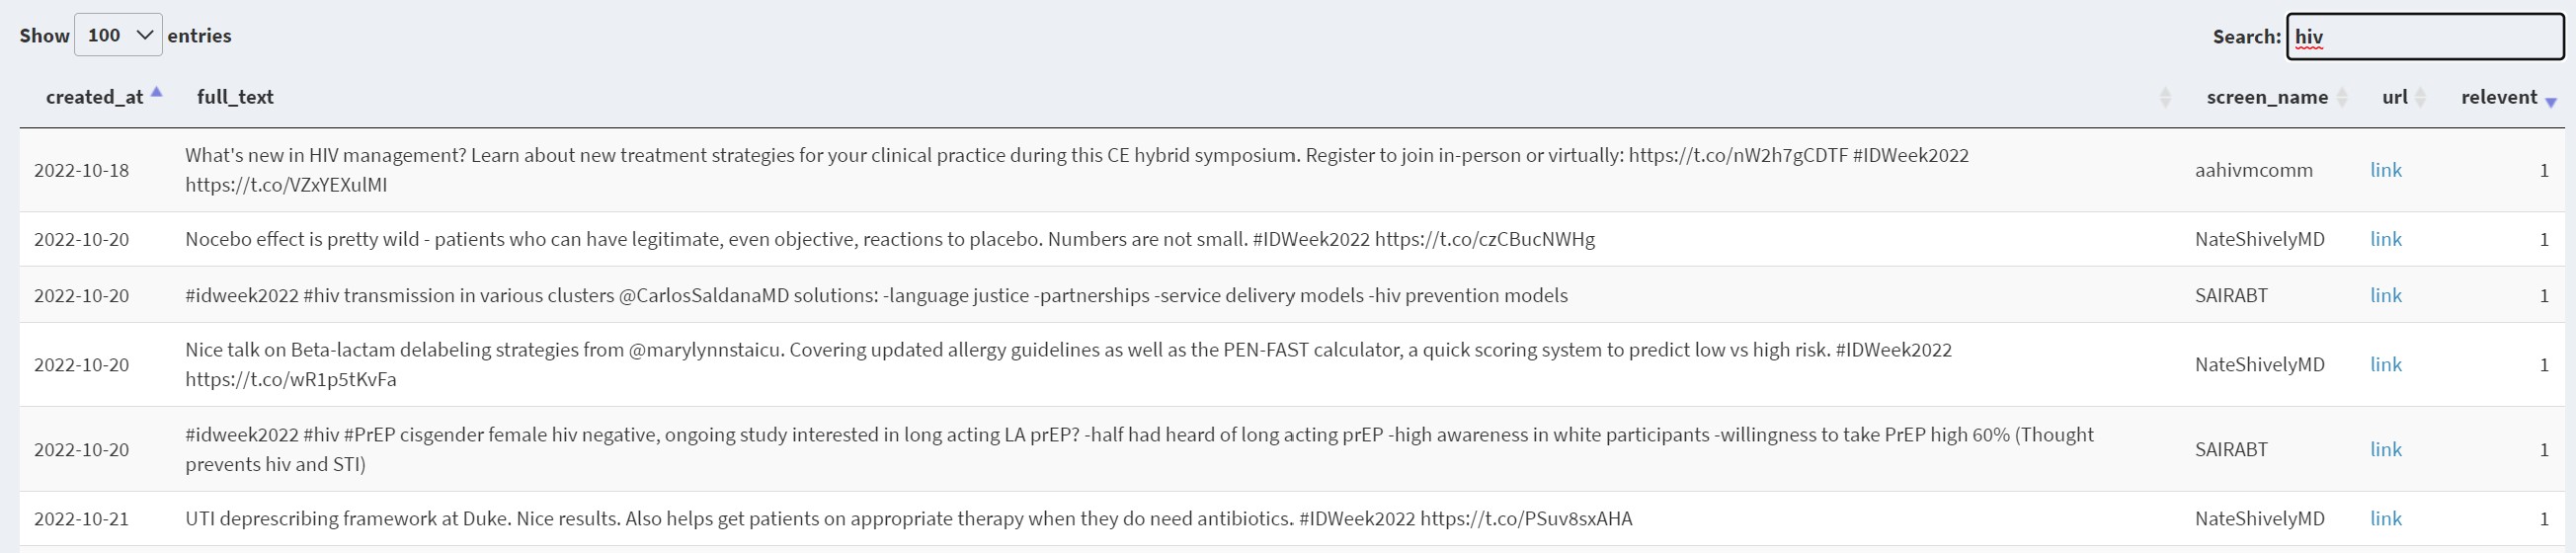 Show 100 entries Search: hiv
created_at full_text screen_name url relevent
2022-10-18 What's new in HIV management? Learn about new treatment strategies for your clinical practice during this CE hybrid symposium. Register to join in-person or virtually: https://t.co/nW2h7gCDTF #IDWeek2022 aahivmcomm link 1
https://t.co/VZxYEXulMI
2022-10-20 Nocebo effect is pretty wild - patients who can have legitimate, even objective, reactions to placebo. Numbers are not small. #IDWeek2022 https://t.co/czCBucNWHg NateShivelyMD link 1
2022-10-20 #idweek2022 #hiv transmission in various clusters @CarlosSaldanaMD solutions: -language justice -partnerships -service delivery models -hiv prevention models SAIRABT link 1
2022-10-20 Nice talk on Beta-lactam delabeling strategies from @marylynnstaicu. Covering updated allergy guidelines as well as the PEN-FAST calculator, a quick scoring system to predict low vs high risk. #IDWeek2022 NateShivelyMD link 1
https://t.co/wR1p5tKvFa
2022-10-20 #idweek2022 #hiv #PrEP cisgender female hiv negative, ongoing study interested in long acting LA prEP? -half had heard of long acting prEP -high awareness in white participants -willingness to take PrEP high 60% (Thought SAIRABT link 1
prevents hiv and STI)
2022-10-21 UTI deprescribing framework at Duke. Nice results. Also helps get patients on appropriate therapy when they do need antibiotics. #IDWeek2022 https://t.co/PSuv8sxAHA NateShivelyMD link 1